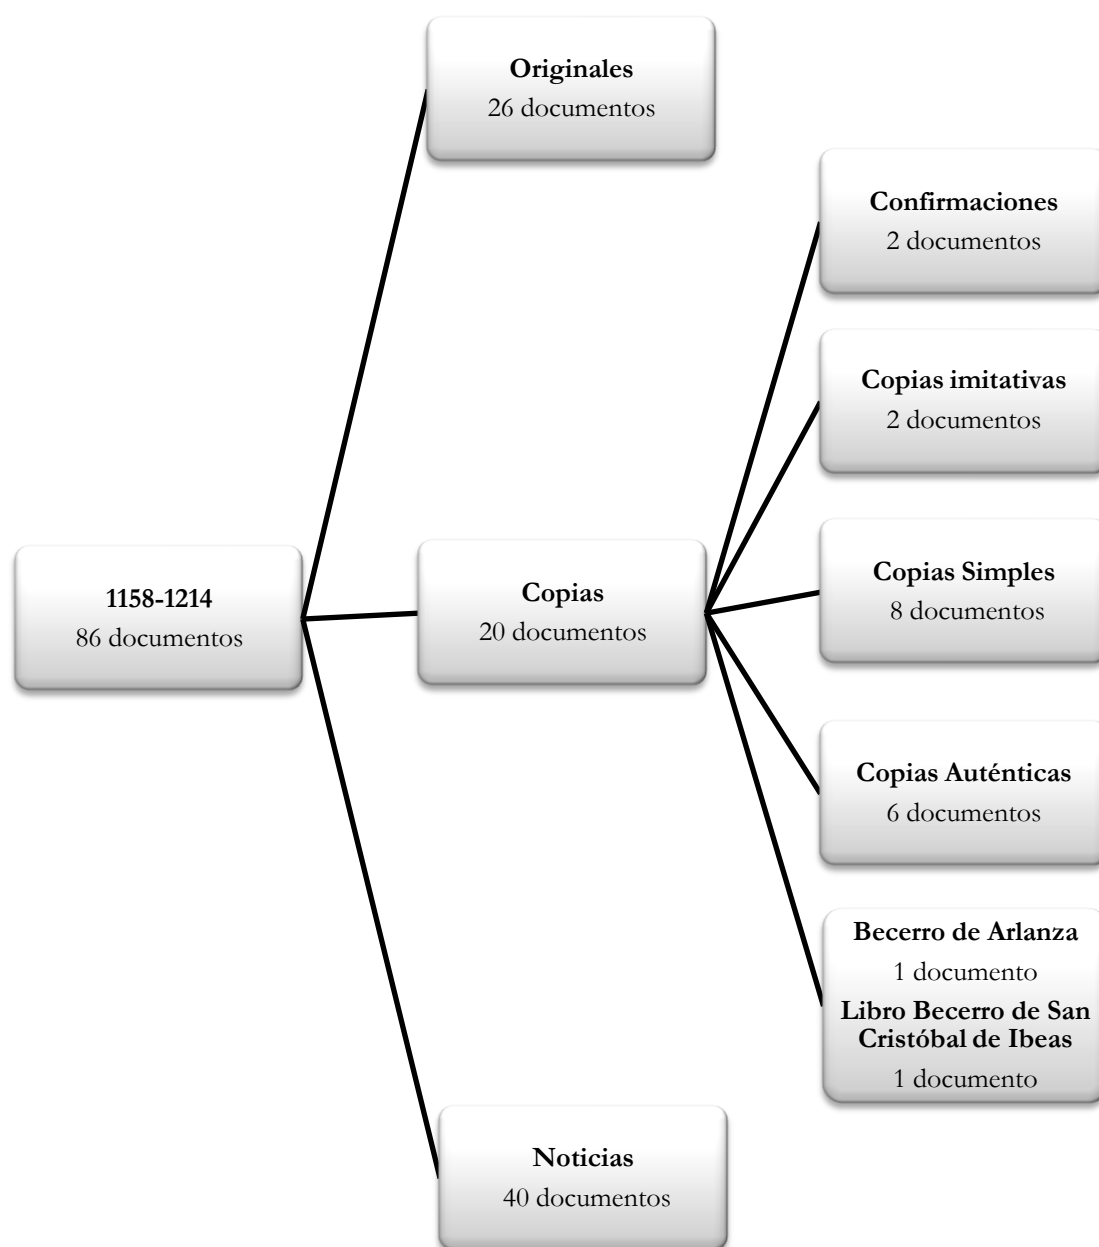 Originales
26 documentos
Confirmaciones
2 documentos
Copias imitativas
2 documentos
1158-1214
86 documentos
Copias
20 documentos
Copias Simples
8 documentos
Copias Auténticas
6 documentos
Becerro de Arlanza
1 documento
Libro Becerro de San
Cristóbal de Ibeas
1 documento
Noticias
40 documentos